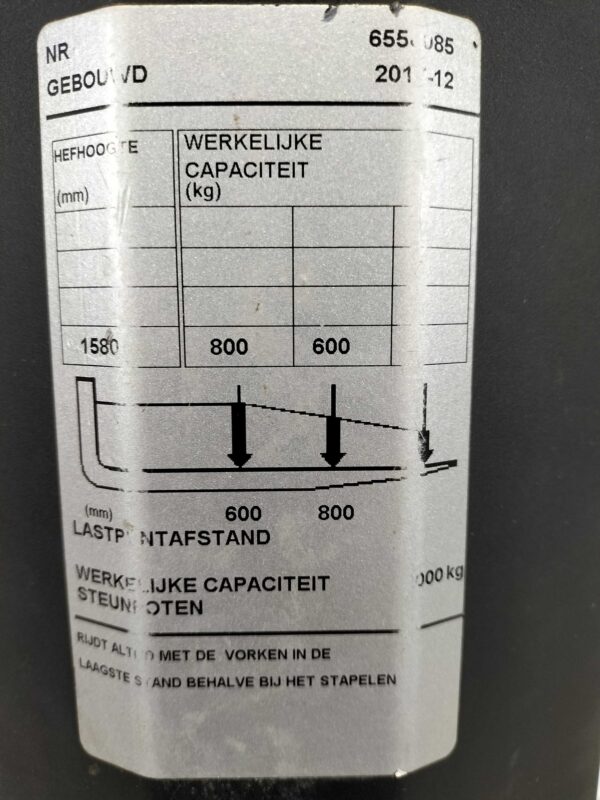 NR
GEBOUWD
HEFHOOGTE
WERKELIJKE
CAPACITEIT
(mm)
(kg)
1580 800 600
(mm) 600 800
LASTPUNTAFSTAND
WERKELIJKE CAPACITEIT
STEUNPOTEN
RIJDT ALTIJD MET DE VORKEN IN DE
LAAGSTE STAND BEHALVE BIJ HET STAPELEN